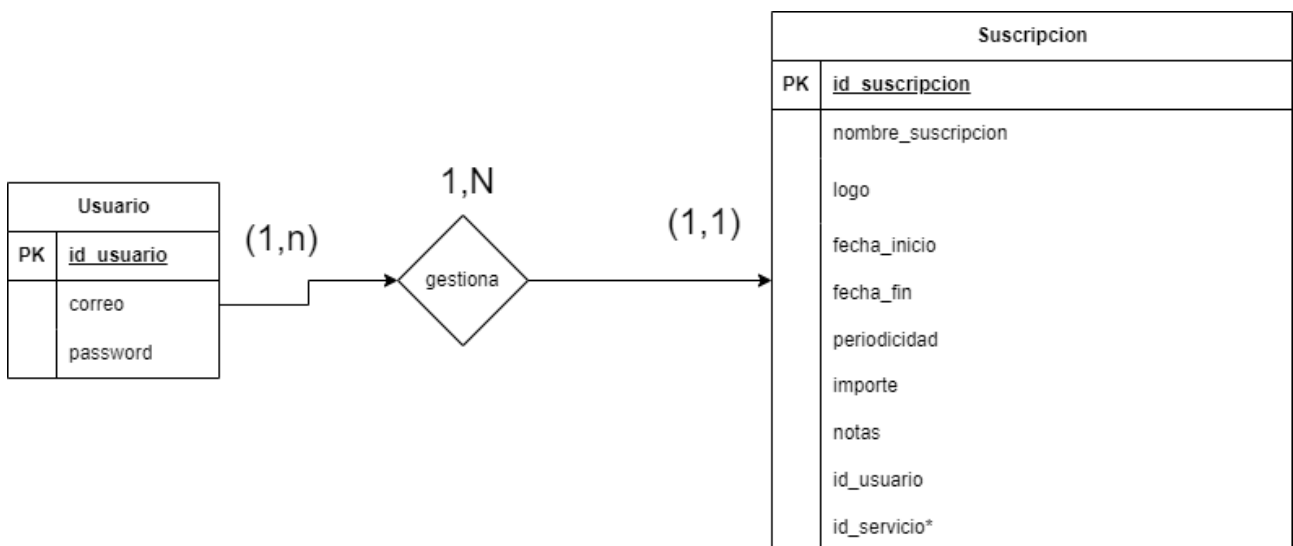 Usuario
PK id_usuario
correo
password
(1,n)
1,N
gestiona
(1,1)
Suscripcion
PK id_suscripcion
nombre_suscripcion
logo
fecha_inicio
fecha_fin
periodicidad
importe
notas
id_usuario
id_servicio*